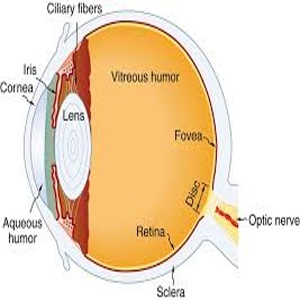 Ciliary fibers
Iris
Cornea
Vitreous humor
Lens
Fovea
Disc
Optic nerve
Aqueous
humor
Retina
Sclera